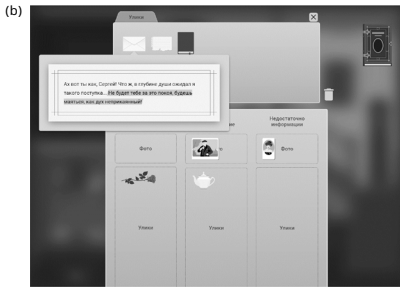 (b)
Улики
Ах вот ты как, Сергей! Что ж, в глубине души ожидал я
такого поступка... Не будет тебе за это покоя, будешь
маяться, как дух неприкаянный!
Недостаточно
информации
Фото
Фото
Улики
Улики
Улики